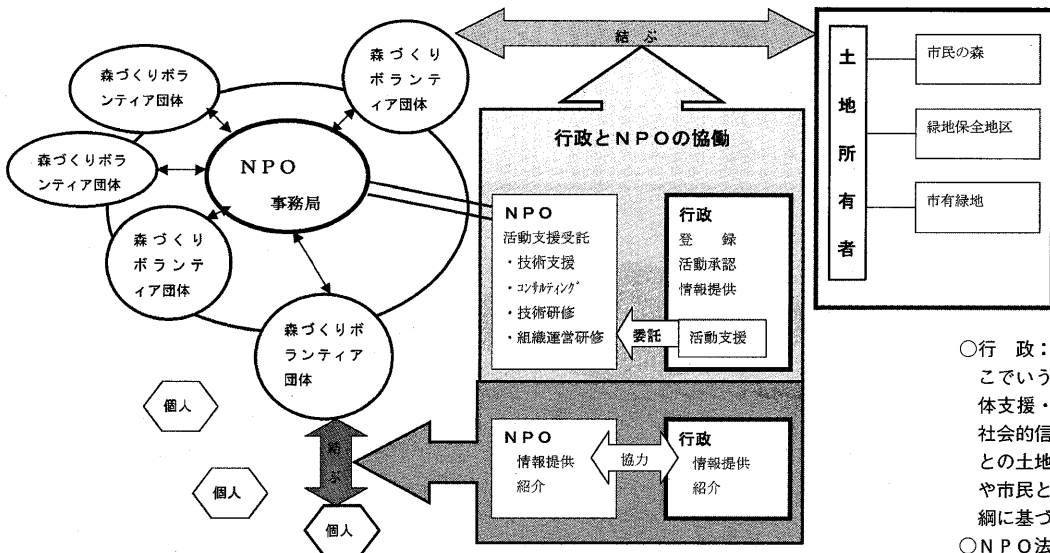 結 ぶ
森づくり
ボランテ
ィア団体
森づくりボラ
ンティア団体
森づくりボラ
ンティア団体
森づくり
ボランテ
ィア団体
森づくりボ
ランティア
団体
NPO
事務局
行政とNPOの協働
NPO
活動支援受託
・技術支援
・コンサルティング
・技術研修
・組織運営研修
行政
登 録
活動承認
情報提供
委託
活動支援
NPO
情報提供
紹介
協力
行政
情報提供
紹介
結
ぶ
個人
個人
個人
土
地
所
有
者
市民の森
緑地保全地区
市有緑地
○行 政:
こでいう
体支援・
社会的信
との土地
や市民と
綱に基づ
○NPO法